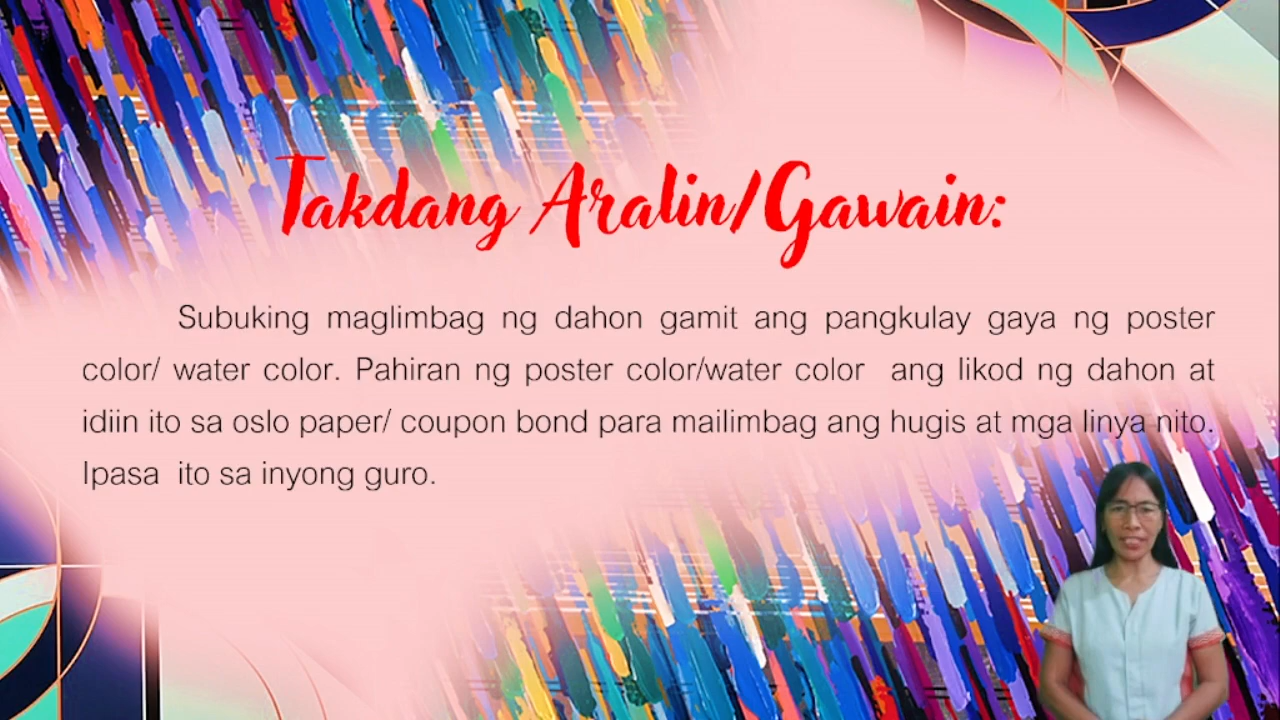 Takdang Aralin/Gawain:
Subuking maglimbag ng dahon gamit ang pangkulay gaya ng poster
color/ water color. Pahiran ng poster color/water color ang likod ng dahon at
idiin ito sa oslo paper/ coupon bond para mailimbag ang hugis at mga linya nito.
Ipasa ito sa inyong guro.